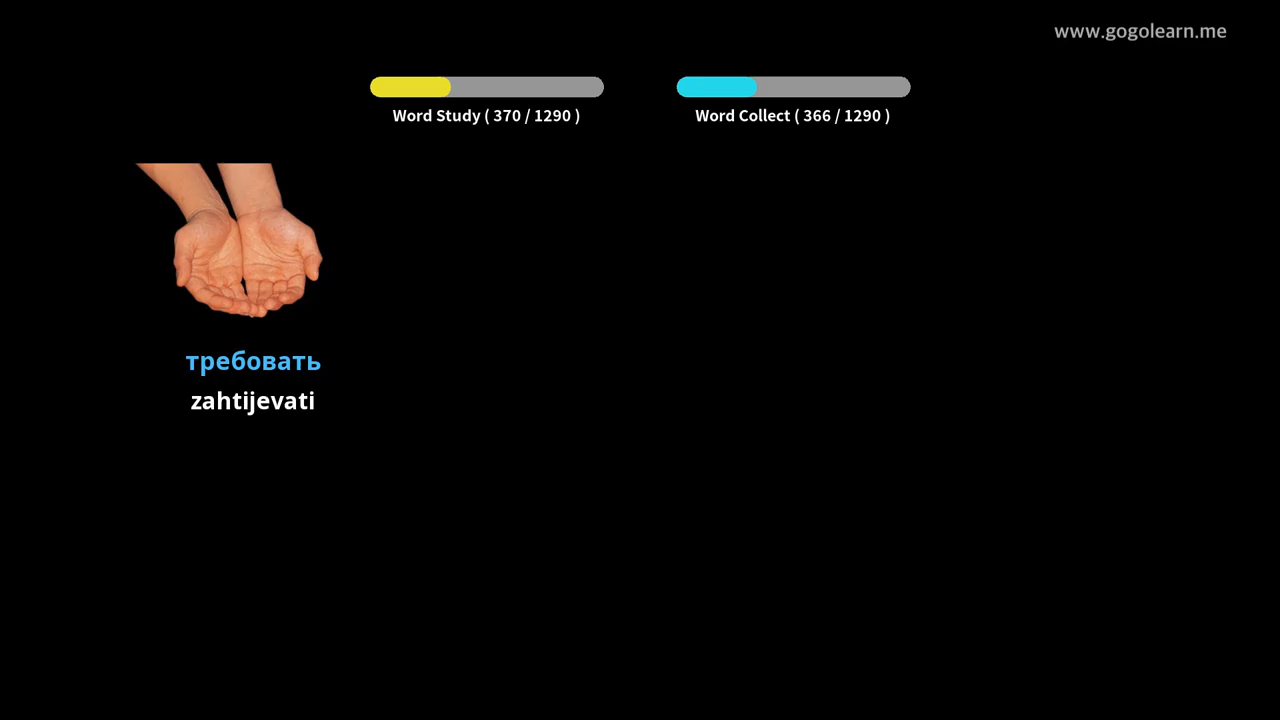 www.gogolearn.me
Word Study ( 370 / 1290 )
Word Collect ( 366 / 1290 )
требовать
zahtijevati